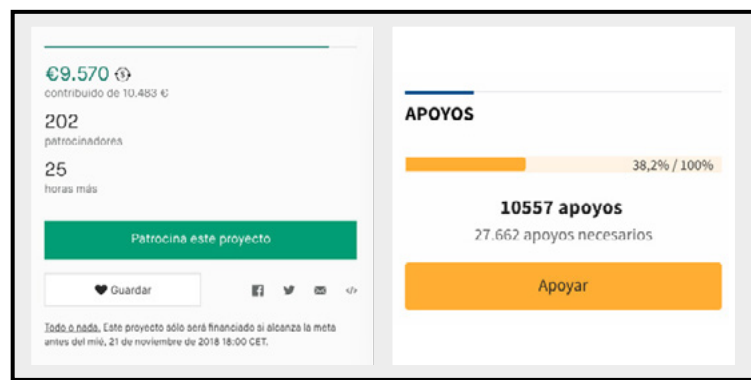 €9.570
contribuido de 10.483 €
202
patrocinadores
25
horas más
Patrocina este proyecto
Guardar
</>
Todo o nada. Este proyecto sólo será financiado si alcanza la meta
antes del mié, 21 de noviembre de 2018 18:00 CET.
APOYOS
38,2% / 100%
10557 apoyos
27.662 apoyos necesarios
Apoyar